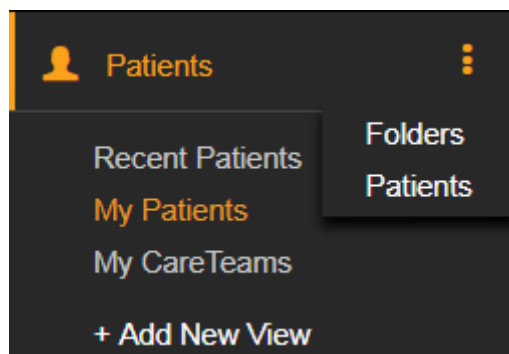 Patients
Folders
Patients
Recent Patients
My Patients
My CareTeams
+ Add New View